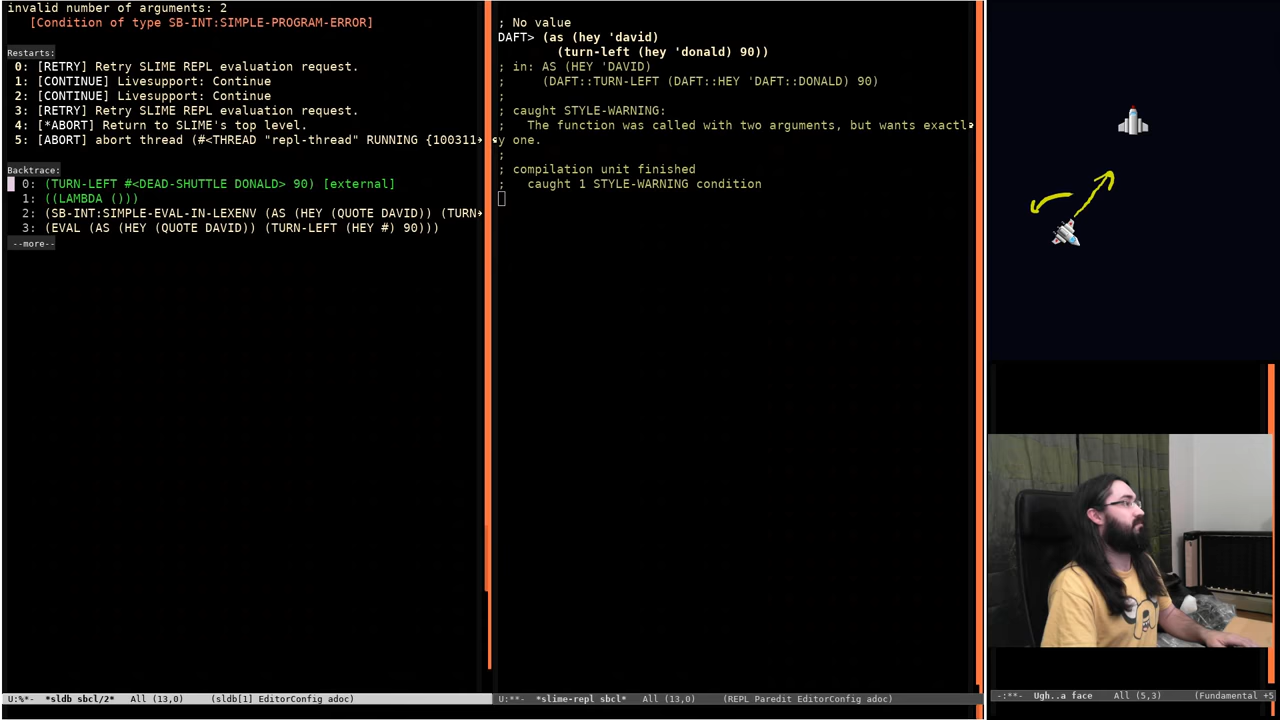 invalid number of arguments: 2
[Condition of type SB-INT:SIMPLE-PROGRAM-ERROR]
Restarts:
0: [RETRY] Retry SLIME REPL evaluation request.
1: [CONTINUE] Livesupport: Continue
2: [CONTINUE] Livesupport: Continue
3: [RETRY] Retry SLIME REPL evaluation request.
4: [*ABORT] Return to SLIME's top level.
5: [ABORT] abort thread (#<THREAD "repl-thread" RUNNING {100311
Backtrace:
0: (TURN-LEFT #<DEAD-SHUTTLE DONALD> 90) [external]
1: ((LAMBDA ()))
2: (SB-INT:SIMPLE-EVAL-IN-LEXENV (AS (HEY (QUOTE DAVID)) (TURN
3: (EVAL (AS (HEY (QUOTE DAVID)) (TURN-LEFT (HEY #) 90)))
--more--
U:%*- *sldb sbcl/2* All (13,0) (sldb[1] EditorConfig adoc)
; No value
DAFT> (as (hey 'david)
(turn-left (hey 'donald) 90))
; in: AS (HEY 'DAVID)
; (DAFT::TURN-LEFT (DAFT::HEY 'DAFT::DONALD) 90)
;
; caught STYLE-WARNING:
; The function was called with two arguments, but wants exactl
y one.
;
; compilation unit finished
; caught 1 STYLE-WARNING condition
U:**- *slime-repl sbcl* All (13,0) (REPL Paredit EditorConfig adoc)
-:**- Ugh..a face All (5,3) (Fundamental +5